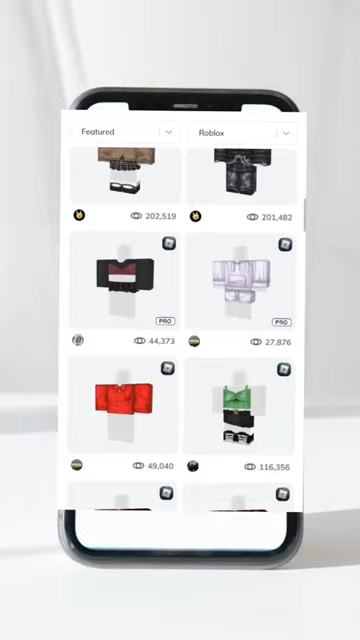 Featured
Roblox
202,519
201,482
PRO
PRO
44,373
27,876
49,040
116,356